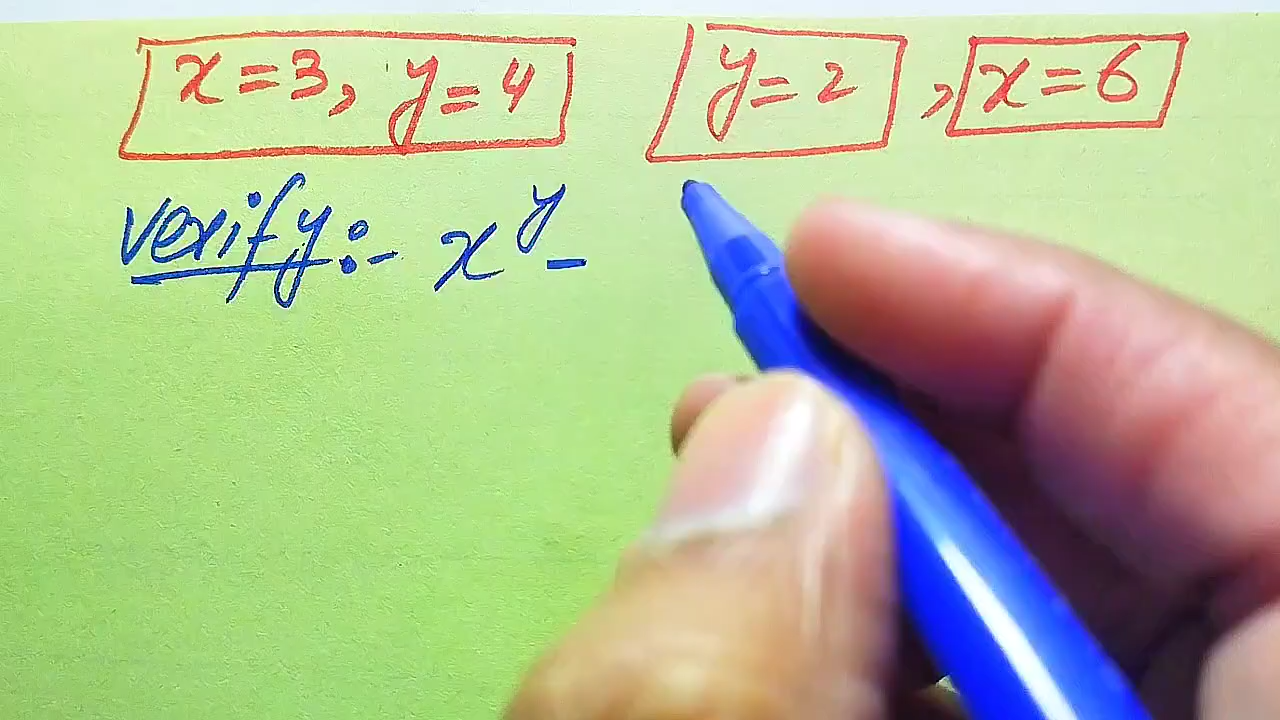 x=3, y=4 y=2 , x=6
verify:- x^y -